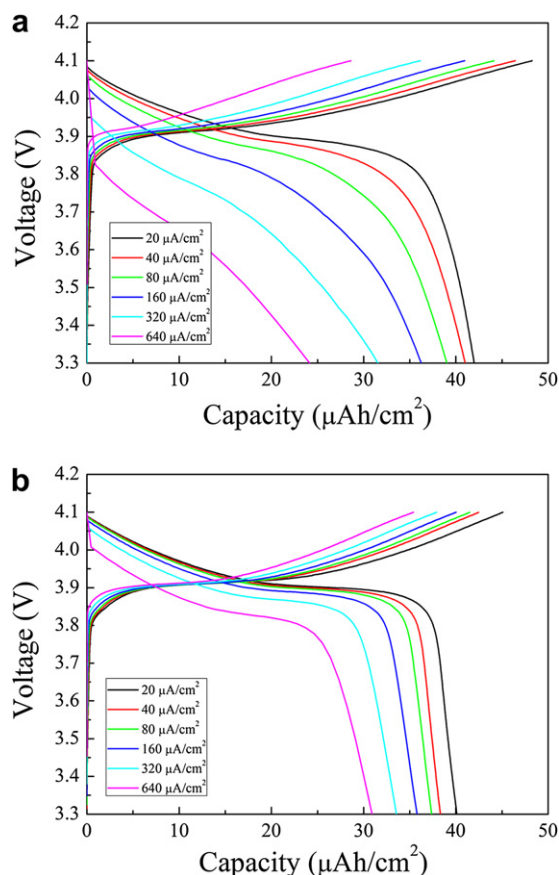 a
4.2
4.1
4.0
3.9
3.8
3.7
3.6
3.5
3.4
3.3
Voltage (V)
20 µA/cm²
40 µA/cm²
80 µA/cm²
160 µA/cm²
320 µA/cm²
640 µA/cm²
0 10 20 30 40 50
Capacity (µAh/cm²)
b
4.2
4.1
4.0
3.9
3.8
3.7
3.6
3.5
3.4
3.3
Voltage (V)
20 µA/cm²
40 µA/cm²
80 µA/cm²
160 µA/cm²
320 µA/cm²
640 µA/cm²
0 10 20 30 40 50
Capacity (µAh/cm²)